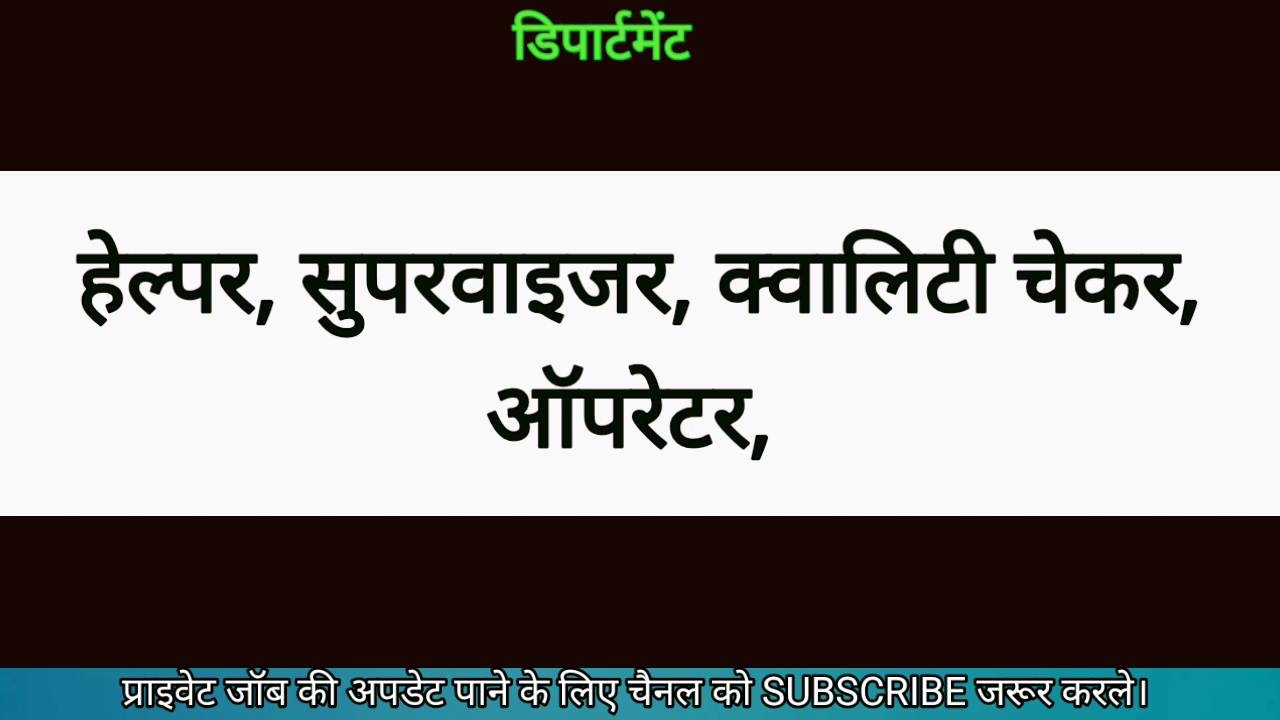 डिपार्टमेंट
हेल्पर, सुपरवाइजर, क्वालिटी चेकर,
ऑपरेटर,
प्राइवेट जॉब की अपडेट पाने के लिए चैनल को SUBSCRIBE जरूर करले।